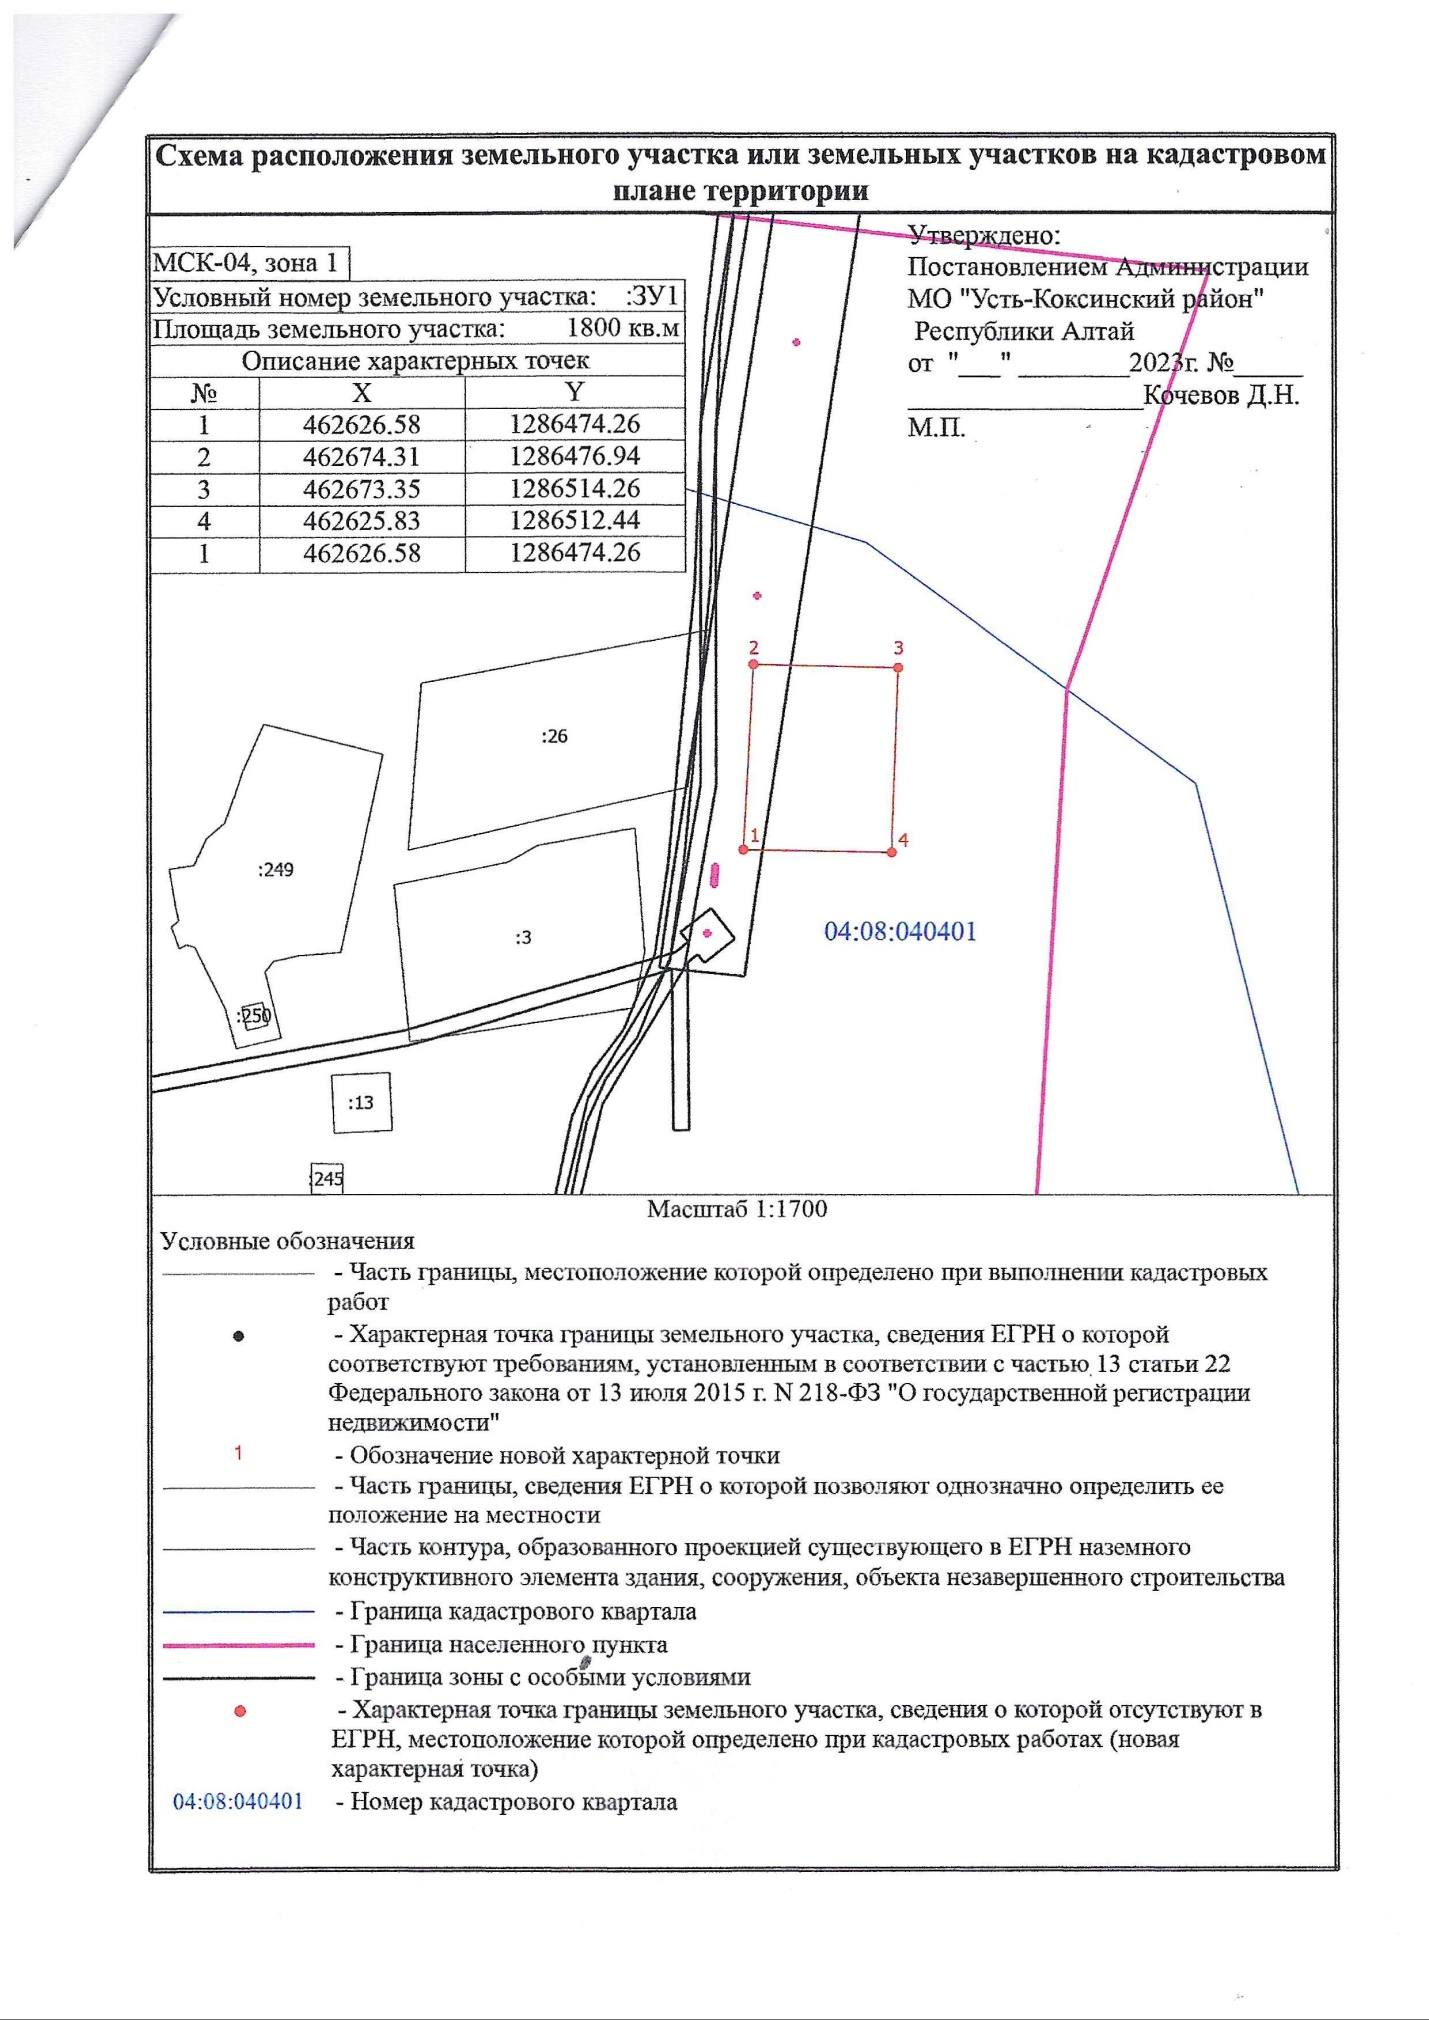 Схема расположения земельного участка или земельных участков на кадастровом
плане территории
МСК-04, зона 1
Условный номер земельного участка: :ЗУ1
Площадь земельного участка: 1800 кв.м
Описание характерных точек
№ X Y
1 462626.58 1286474.26
2 462674.31 1286476.94
3 462673.35 1286514.26
4 462625.83 1286512.44
1 462626.58 1286474.26
Утверждено:
Постановлением Администрации
МО "Усть-Коксинский район"
Республики Алтай
от "___" ________2023г. №_____
_________________Кочевов Д.Н.
М.П.
2
3
:26
1
4
:249
:3
04:08:040401
:250
:13
:245
Масштаб 1:1700
Условные обозначения
- Часть границы, местоположение которой определено при выполнении кадастровых
работ
- Характерная точка границы земельного участка, сведения ЕГРН о которой
соответствуют требованиям, установленным в соответствии с частью 13 статьи 22
Федерального закона от 13 июля 2015 г. N 218-ФЗ "О государственной регистрации
недвижимости"
1 - Обозначение новой характерной точки
- Часть границы, сведения ЕГРН о которой позволяют однозначно определить ее
положение на местности
- Часть контура, образованного проекцией существующего в ЕГРН наземного
конструктивного элемента здания, сооружения, объекта незавершенного строительства
- Граница кадастрового квартала
- Граница населенного пункта
- Граница зоны с особыми условиями
- Характерная точка границы земельного участка, сведения о которой отсутствуют в
ЕГРН, местоположение которой определено при кадастровых работах (новая
характерная точка)
04:08:040401 - Номер кадастрового квартала